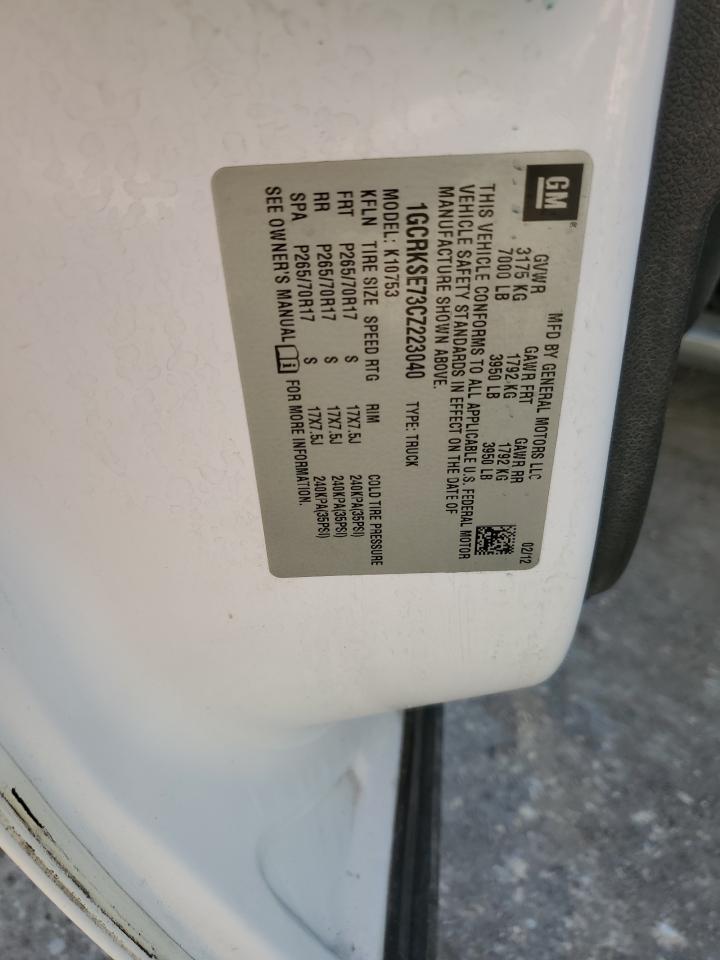 GM®
MFD BY GENERAL MOTORS LLC 02/12
GVWR GAWR FRT GAWR RR
3175 KG 1792 KG 1792 KG
7000 LB 3950 LB 3950 LB
THIS VEHICLE CONFORMS TO ALL APPLICABLE U.S. FEDERAL MOTOR
VEHICLE SAFETY STANDARDS IN EFFECT ON THE DATE OF
MANUFACTURE SHOWN ABOVE.
1GCRKSE73CZ223040 TYPE: TRUCK
MODEL: K10753
KFLN TIRE SIZE SPEED RTG RIM COLD TIRE PRESSURE
FRT P265/70R17 S 17X7.5J 240KPA(35PSI)
RR P265/70R17 S 17X7.5J 240KPA(35PSI)
SPA P265/70R17 S 17X7.5J 240KPA(35PSI)
SEE OWNER'S MANUAL i FOR MORE INFORMATION.